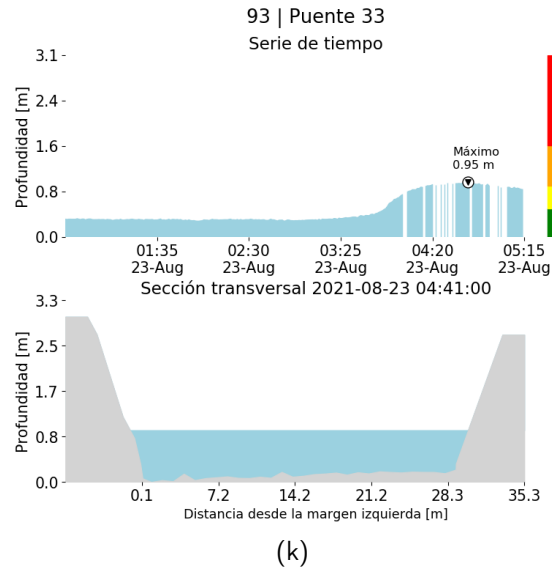 93 | Puente 33
Serie de tiempo
Profundidad [m]
3.1
2.4
1.6
0.8
0.0
Máximo
0.95 m
01:35 02:30 03:25 04:20 05:15
23-Aug 23-Aug 23-Aug 23-Aug 23-Aug
Sección transversal 2021-08-23 04:41:00
Profundidad [m]
3.3
2.5
1.7
0.8
0.0
0.1 7.2 14.2 21.2 28.3 35.3
Distancia desde la margen izquierda [m]
(k)